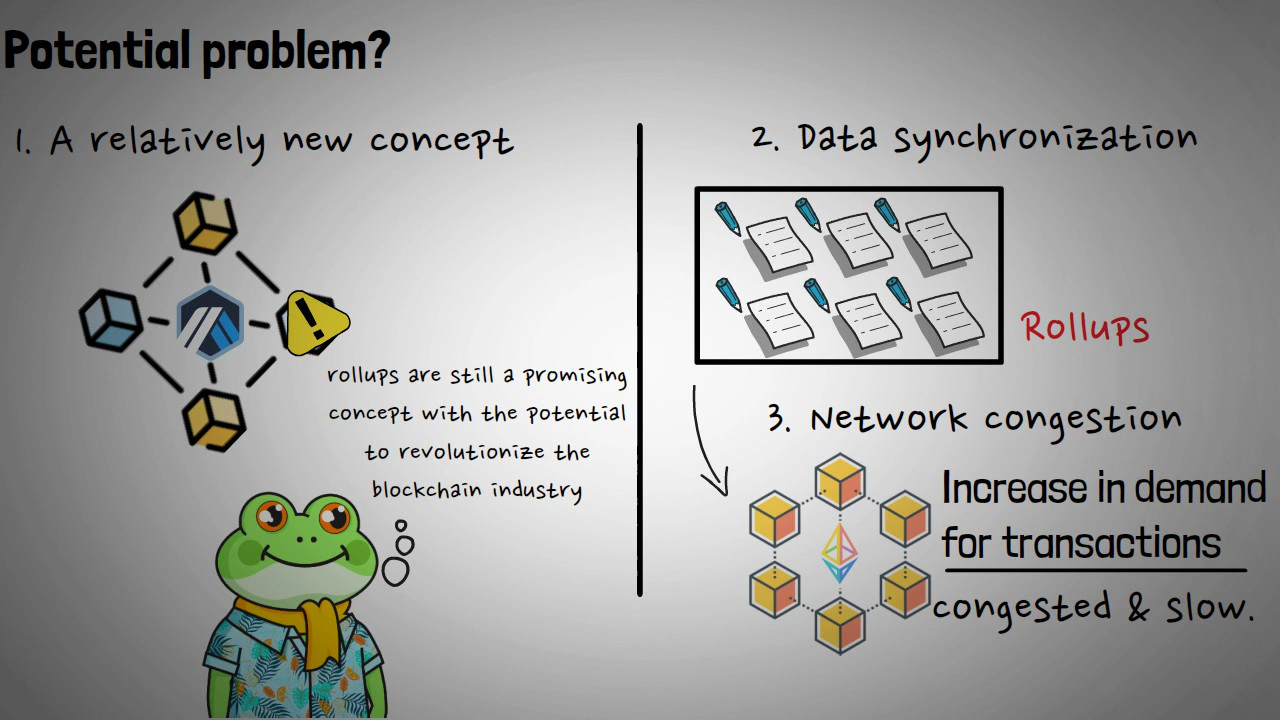 Potential problem?
1. A relatively new concept
rollups are still a promising
concept with the potential
to revolutionize the
blockchain industry
2. Data synchronization
Rollups
3. Network congestion
Increase in demand
for transactions
congested & slow.